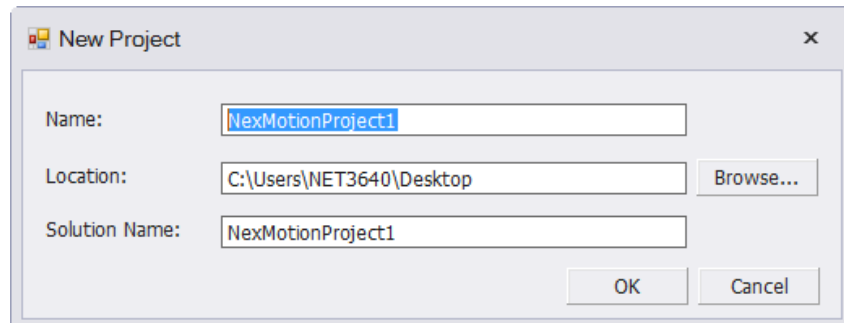 New Project
Name: NexMotionProject1
Location: C:\Users\NET3640\Desktop Browse...
Solution Name: NexMotionProject1
OK Cancel